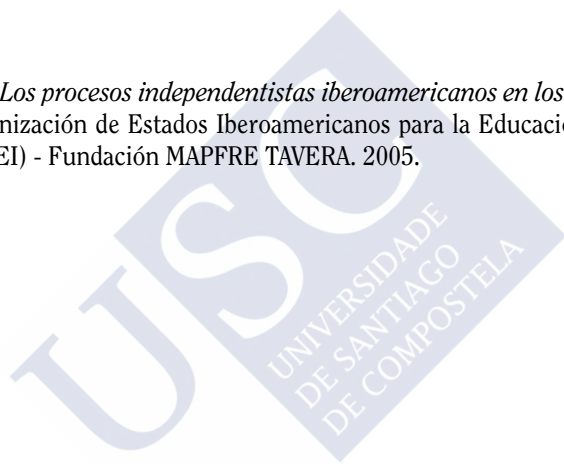 Los procesos independentistas iberoamericanos en los
nización de Estados Iberoamericanos para la Educació
EI) - Fundación MAPFRE TAVERA. 2005.
USC
UNIVERSIDADE
DE SANTIAGO
DE COMPOSTELA